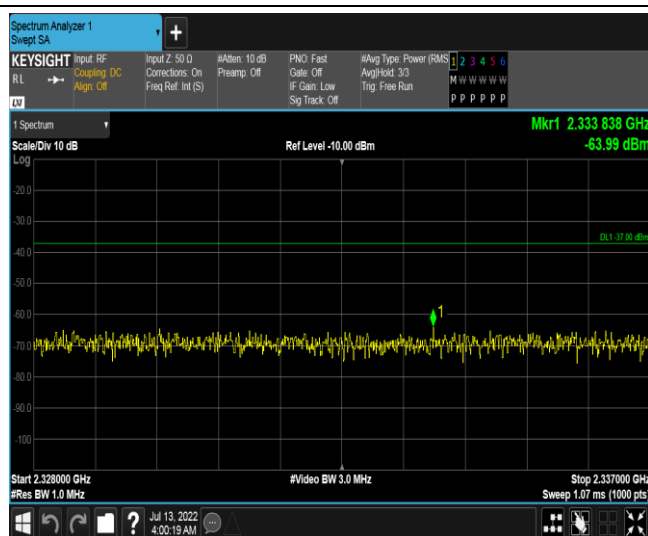 Spectrum Analyzer 1
Swept SA
+
KEYSIGHT
RL
LXI
Input: RF
Coupling: DC
Align: Off
Input Z: 50 Ω
Corrections: On
Freq Ref: Int (S)
#Atten: 10 dB
Preamp: Off
PNO: Fast
Gate: Off
IF Gain: Low
Sig Track: Off
#Avg Type: Power (RMS)
Avg|Hold: 3/3
Trig: Free Run
1 2 3 4 5 6
M W W W W W
P P P P P P
1 Spectrum
Mkr1 2.333 838 GHz
Scale/Div 10 dB
Ref Level -10.00 dBm
-63.99 dBm
Log
-20.0
-30.0
DL1 -37.00 dBm
-40.0
-50.0
-60.0
1
-70.0
-80.0
-90.0
-100
Start 2.328000 GHz
#Video BW 3.0 MHz
Stop 2.337000 GHz
#Res BW 1.0 MHz
Sweep 1.07 ms (1000 pts)
?
Jul 13, 2022
4:00:19 AM